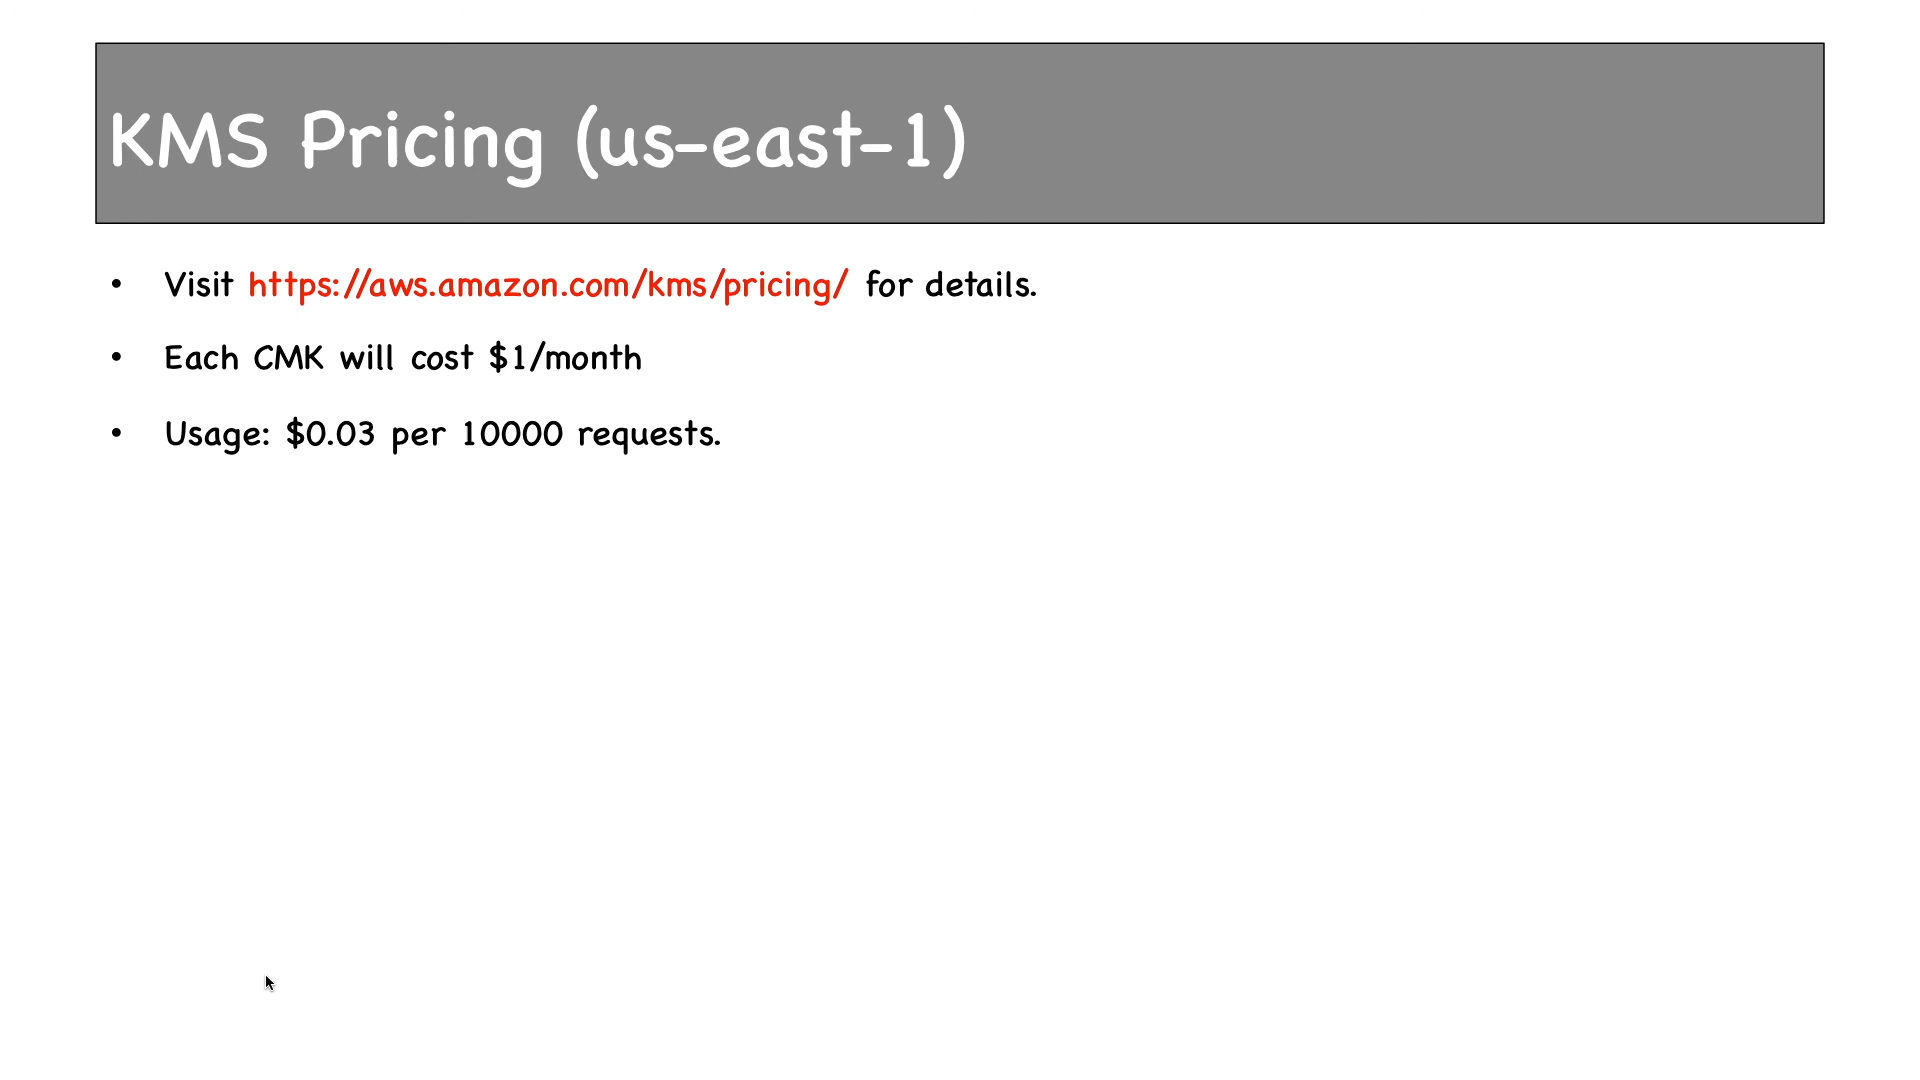 KMS Pricing (us-east-1)
• Visit https://aws.amazon.com/kms/pricing/ for details.
• Each CMK will cost $1/month
• Usage: $0.03 per 10000 requests.